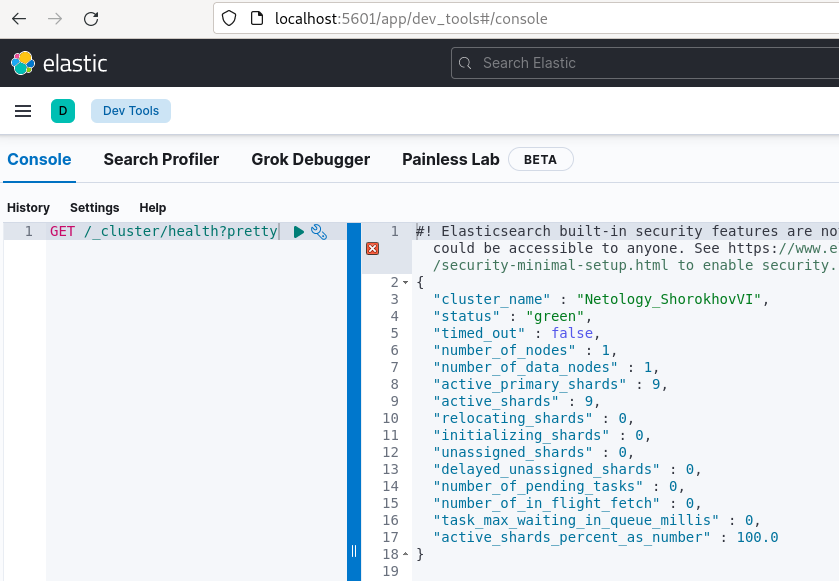 localhost:5601/app/dev_tools#/console
elastic
Search Elastic
D
Dev Tools
Console
Search Profiler
Grok Debugger
Painless Lab
BETA
History
Settings
Help
1
GET /_cluster/health?pretty
1 #! Elasticsearch built-in security features are no
could be accessible to anyone. See https://www.e
/security-minimal-setup.html to enable security.
2 {
3 "cluster_name" : "Netology_ShorokhovVI",
4 "status" : "green",
5 "timed_out" : false,
6 "number_of_nodes" : 1,
7 "number_of_data_nodes" : 1,
8 "active_primary_shards" : 9,
9 "active_shards" : 9,
10 "relocating_shards" : 0,
11 "initializing_shards" : 0,
12 "unassigned_shards" : 0,
13 "delayed_unassigned_shards" : 0,
14 "number_of_pending_tasks" : 0,
15 "number_of_in_flight_fetch" : 0,
16 "task_max_waiting_in_queue_millis" : 0,
17 "active_shards_percent_as_number" : 100.0
18 }
19